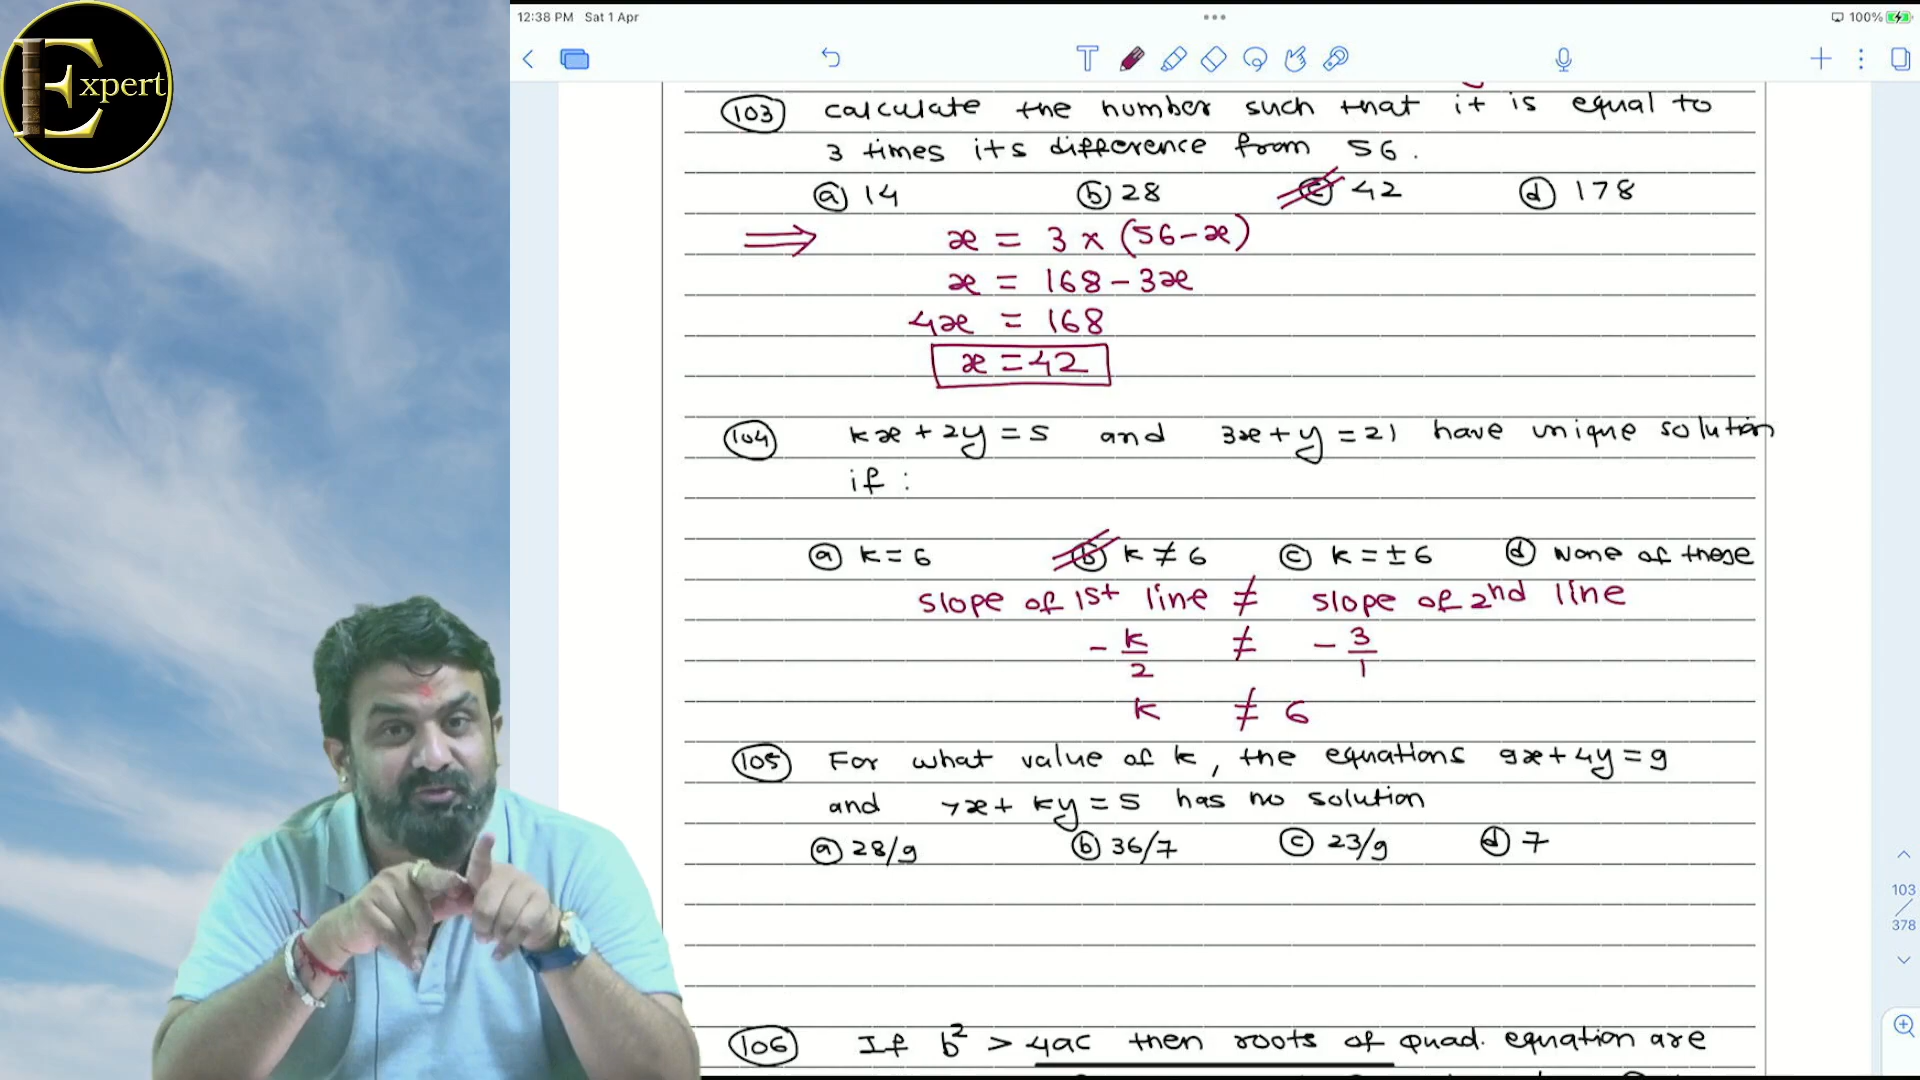 Expert
12:38 PM Sat 1 Apr
100%
T
103 calculate the number such that it is equal to
3 times its difference from 56.
a 14 b 28 c 42 d 178
⟹ x = 3 × (56-x)
x = 168 - 3x
4x = 168
x = 42
104 kx + 2y = 5 and 3x + y = 21 have unique solution
if :
a k = 6 b k ≠ 6 c k = ± 6 d None of these
slope of 1st line ≠ slope of 2nd line
- k/2 ≠ - 3/1
k ≠ 6
105 For what value of k, the equations 9x + 4y = 9
and 7x + ky = 5 has no solution
a 28/9 b 36/7 c 23/9 d 7
106 If b² > 4ac then roots of quad. equation are
103
378